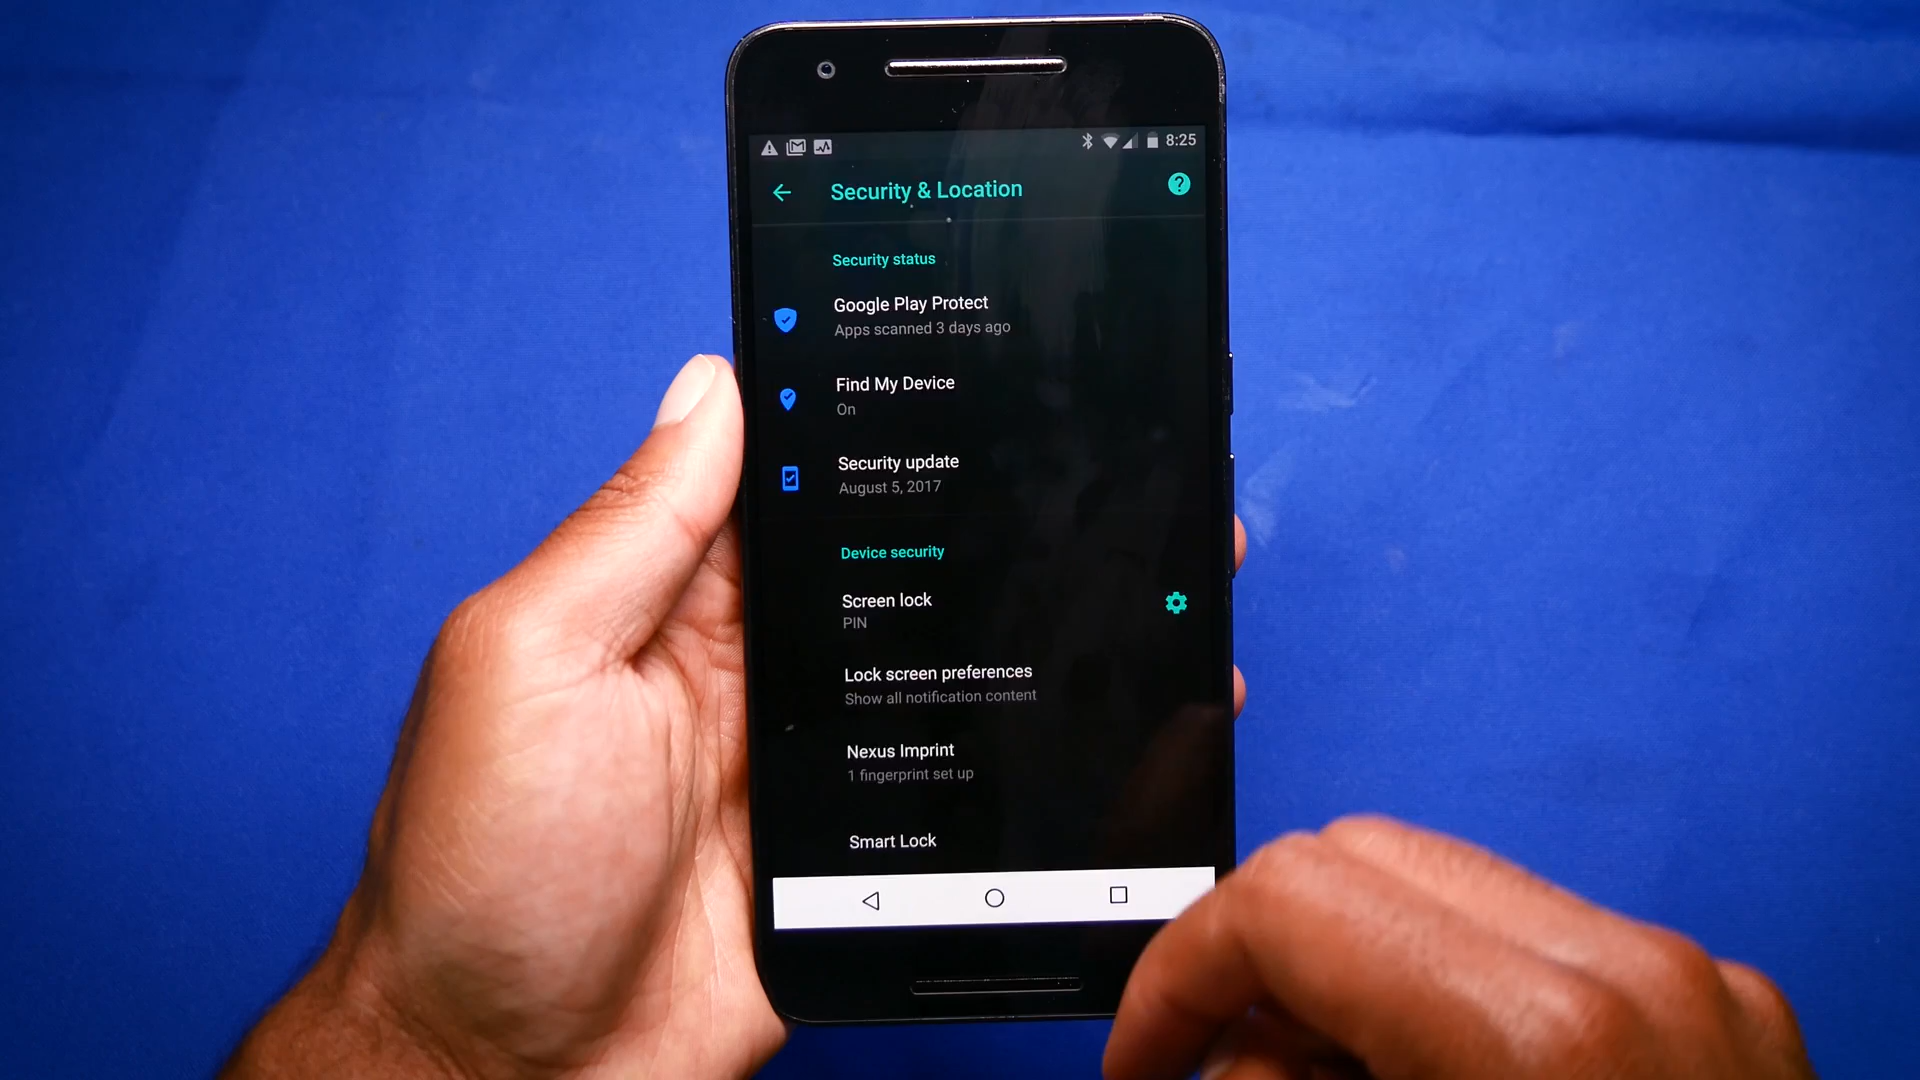 8:25
Security & Location
Security status
Google Play Protect
Apps scanned 3 days ago
Find My Device
On
Security update
August 5, 2017
Device security
Screen lock
PIN
Lock screen preferences
Show all notification content
Nexus Imprint
1 fingerprint set up
Smart Lock